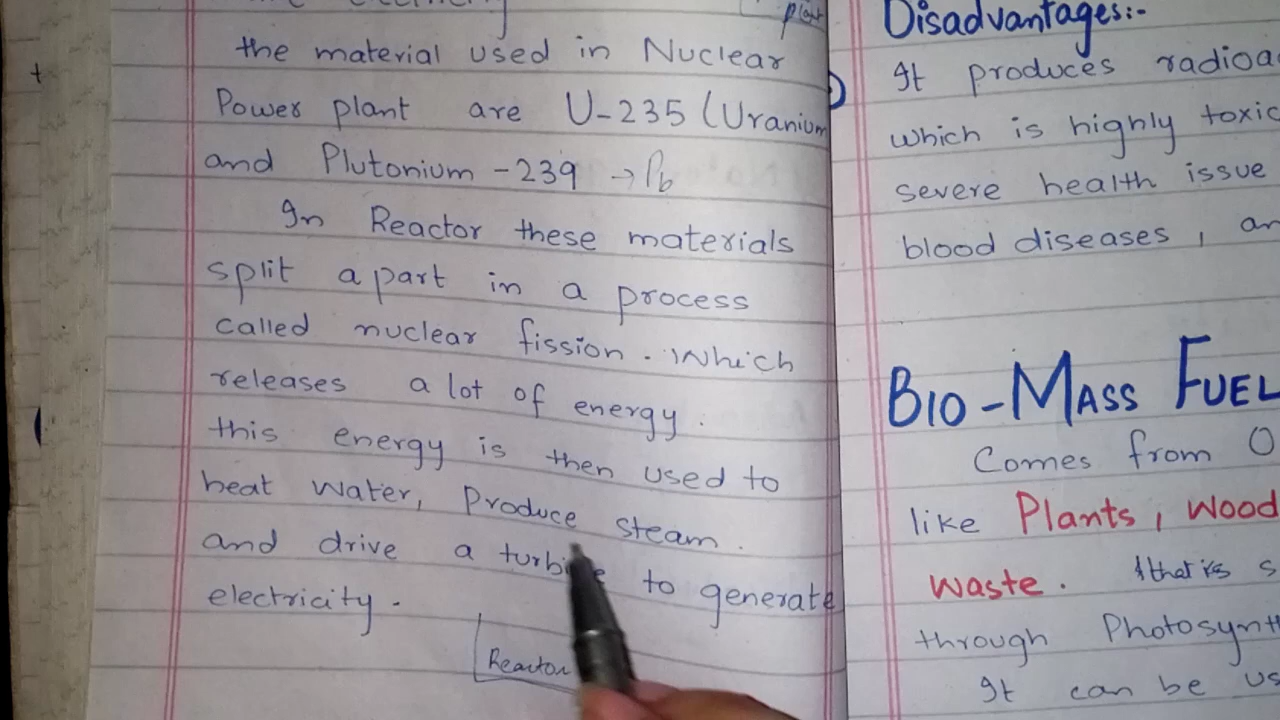 plant
the material used in Nuclear
Power plant are U-235 (Uranium
and Plutonium - 239 → Pb
In Reactor these materials
split a part in a process
called nuclear fission. Which
releases a lot of energy.
this energy is then used to
heat water, Produce steam.
and drive a turbine to generate
electricity.
Reactor
Disadvantages:-
It produces radioa
which is highly toxic
severe health issue
blood diseases, an
BIO-MASS FUEL
Comes from O
like Plants, Wood
waste. that is s
through Photosynth
It can be us